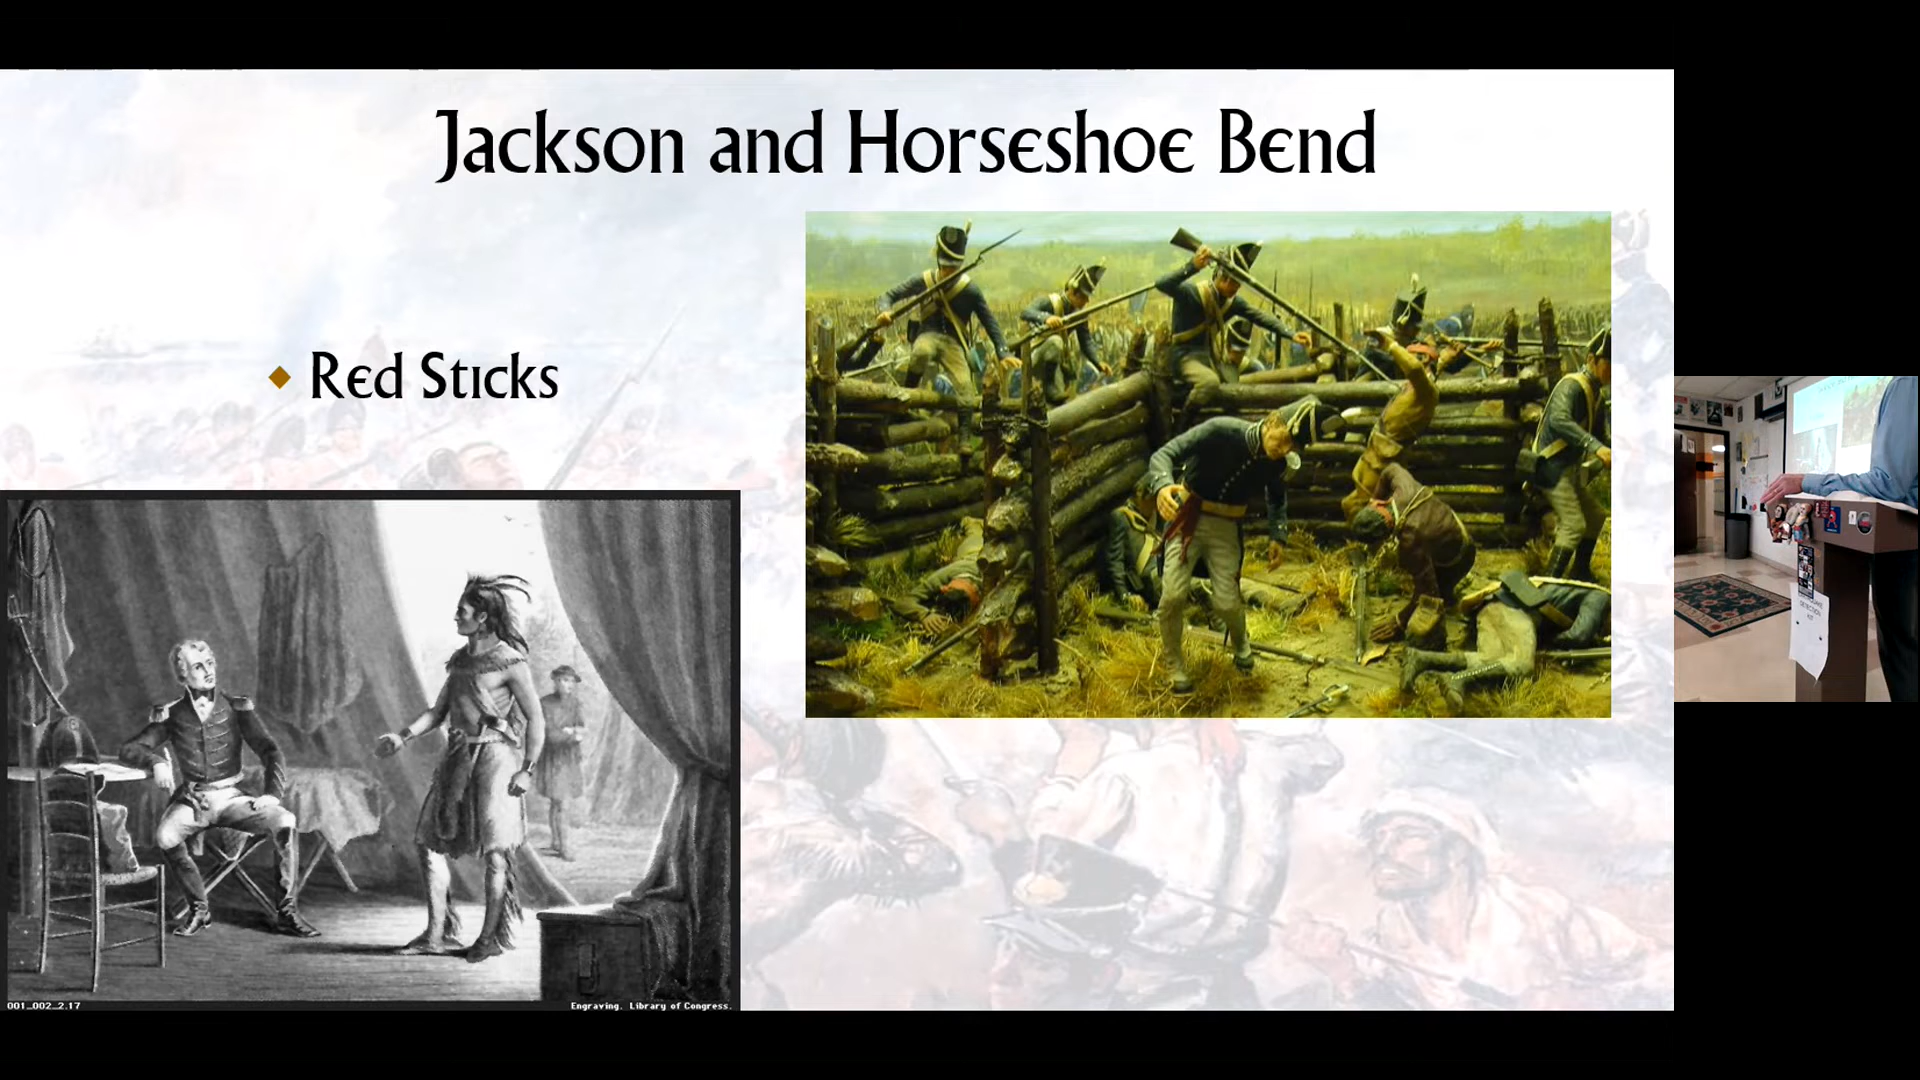 Jackson and Horseshoe Bend
Red Sticks
001_002_2.17
Engraving. Library of Congress.